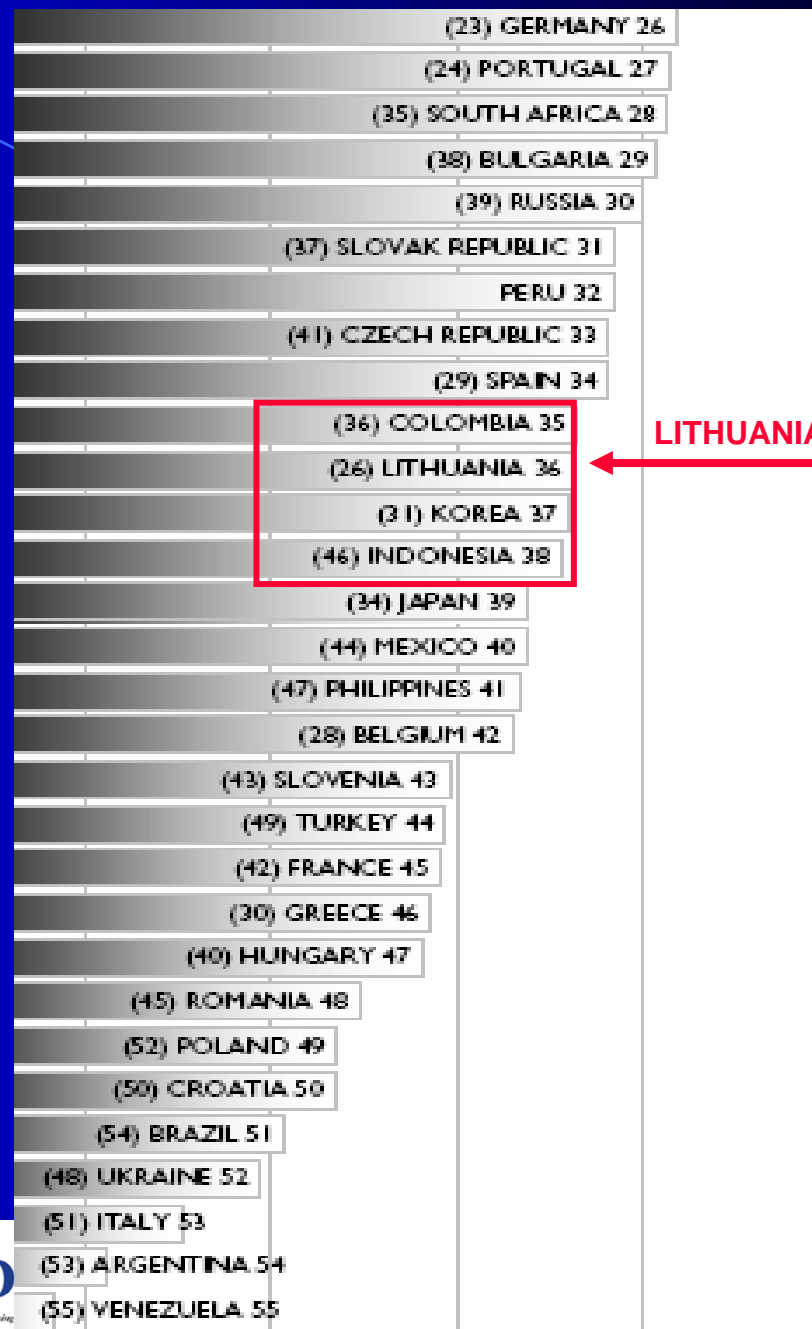 (23) GERMANY 26
(24) PORTUGAL 27
(35) SOUTH AFRICA 28
(38) BULGARIA 29
(39) RUSSIA 30
(37) SLOVAK REPUBLIC 31
PERU 32
(41) CZECH REPUBLIC 33
(29) SPAIN 34
(36) COLOMBIA 35
LITHUANIA
(26) LITHUANIA 36
(31) KOREA 37
(46) INDONESIA 38
(34) JAPAN 39
(44) MEXICO 40
(47) PHILIPPINES 41
(28) BELGIUM 42
(43) SLOVENIA 43
(49) TURKEY 44
(42) FRANCE 45
(30) GREECE 46
(40) HUNGARY 47
(45) ROMANIA 48
(52) POLAND 49
(50) CROATIA 50
(54) BRAZIL 51
(48) UKRAINE 52
(51) ITALY 53
(53) ARGENTINA 54
(55) VENEZUELA 55